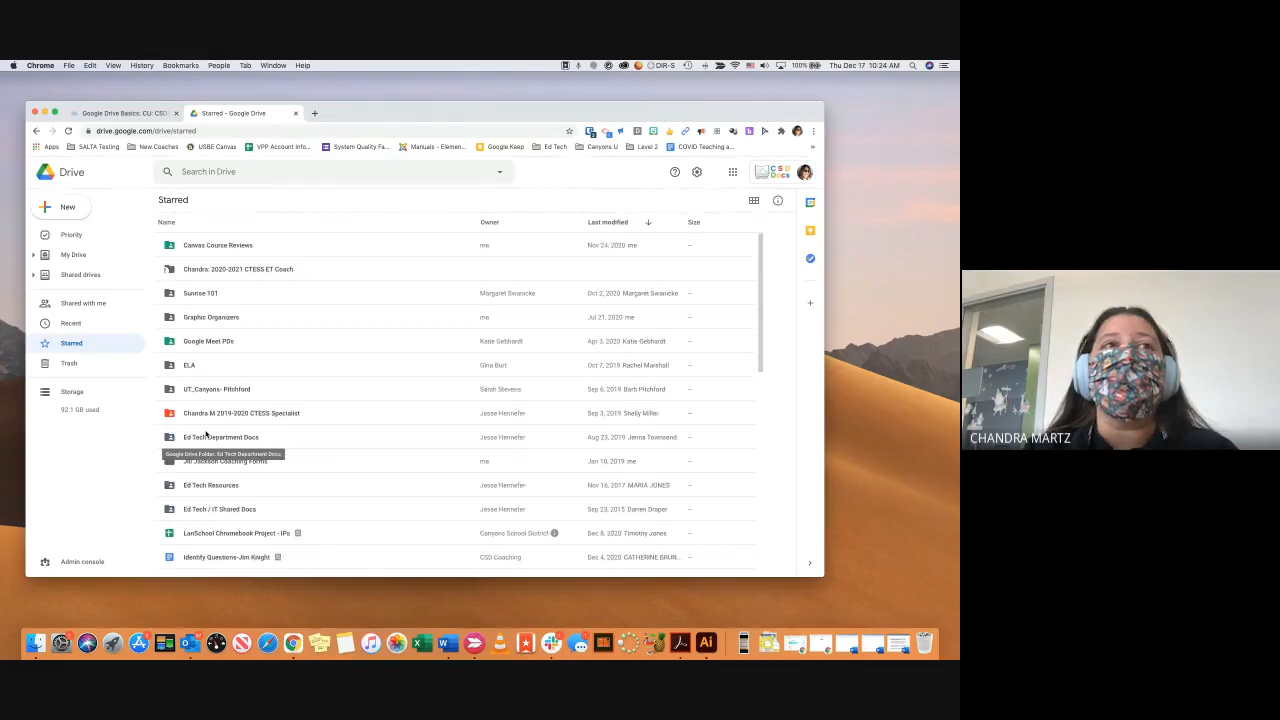 Chrome File Edit View History Bookmarks People Tab Window Help DIR-S 100% Thu Dec 17 10:24 AM
Google Drive Basics: CU: CSD Starred - Google Drive
drive.google.com/drive/starred
Apps SALTA Testing New Coaches USBE Canvas VPP Account Info... System Quality Fa... Manuals - Elemen... Google Keep Ed Tech Canyons U Level 2 COVID Teaching a... »
Drive Search in Drive CSD Docs
New
Priority
My Drive
Shared drives
Shared with me
Recent
Starred
Trash
Storage
92.1 GB used
Admin console
Starred
Name Owner Last modified Size
Canvas Course Reviews me Nov 24, 2020 me –
Chandra: 2020-2021 CTESS ET Coach
Sunrise 101 Margaret Swanicke Oct 2, 2020 Margaret Swanicke –
Graphic Organizers me Jul 21, 2020 me –
Google Meet PDs Katie Gebhardt Apr 3, 2020 Katie Gebhardt –
ELA Gina Burt Oct 7, 2019 Rachel Marshall –
UT_Canyons- Pitchford Sarah Stevens Sep 6, 2019 Barb Pitchford –
Chandra M 2019-2020 CTESS Specialist Jesse Hennefer Sep 3, 2019 Shelly Miller –
Ed Tech Department Docs Jesse Hennefer Aug 23, 2019 Jenna Townsend –
Google Drive Folder: Ed Tech Department Docs
Jill Jackson Coaching Forms me Jan 10, 2019 me –
Ed Tech Resources Jesse Hennefer Nov 16, 2017 MARIA JONES –
Ed Tech / IT Shared Docs Jesse Hennefer Sep 23, 2015 Darren Draper –
LanSchool Chromebook Project - IPs Canyons School District Dec 8, 2020 Timothy Jones –
Identify Questions-Jim Knight CSD Coaching Dec 4, 2020 CATHERINE BRUN... –
Ai
CHANDRA MARTZ